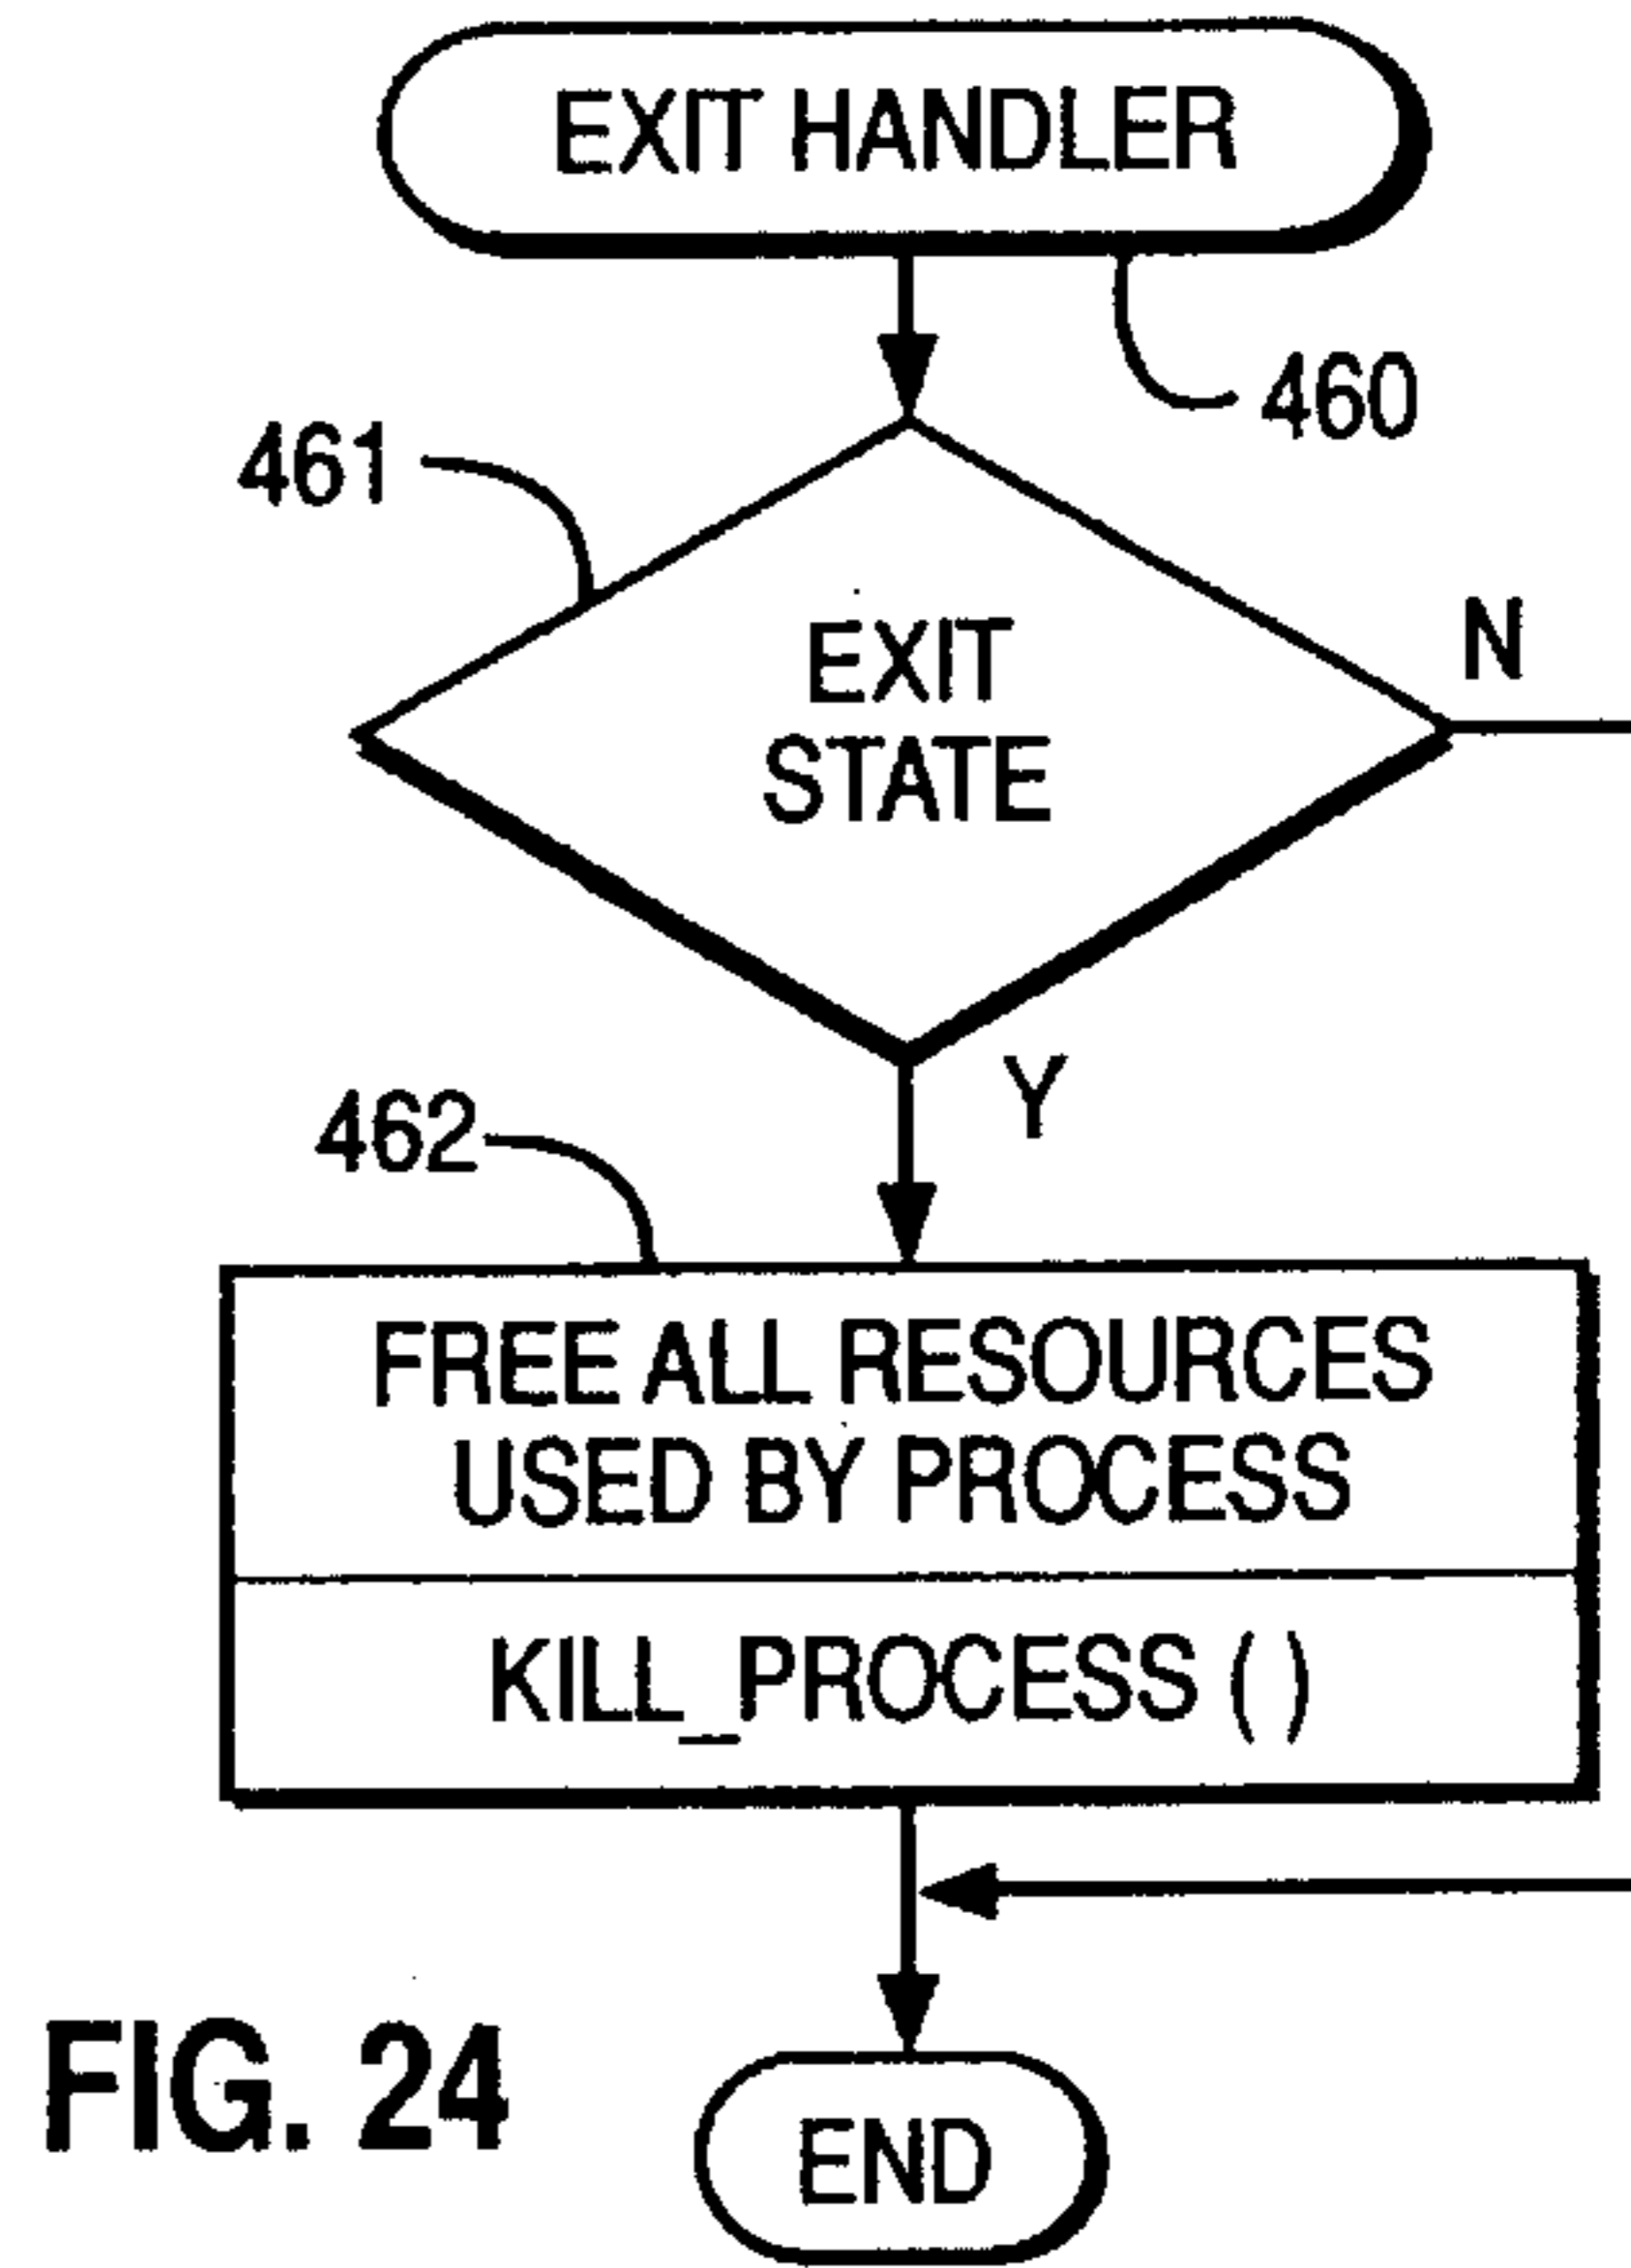 EXIT HANDLER
460
461
EXIT
STATE
N
Y
462
FREE ALL RESOURCES
USED BY PROCESS
KILL_PROCESS ( )
FIG. 24
END